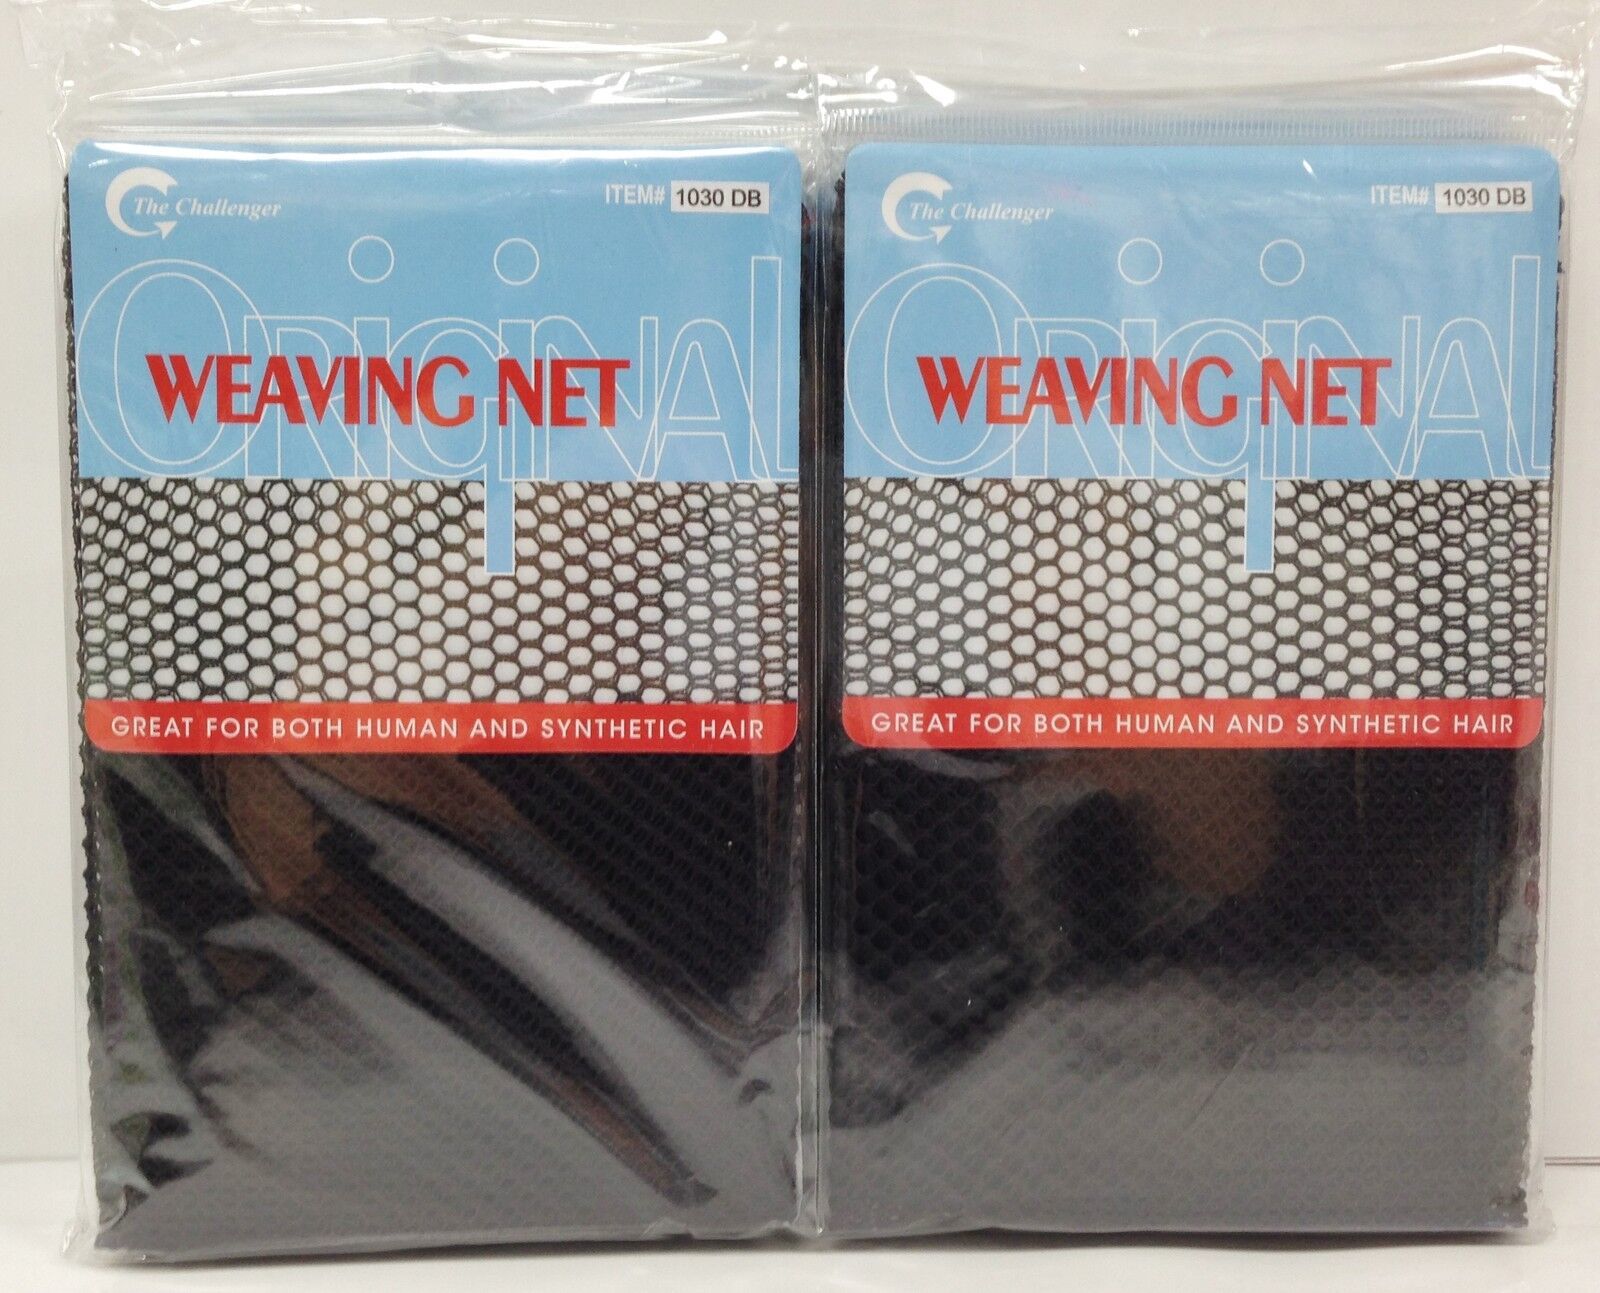 The Challenger
ITEM# 1030 DB
ORIGINAL
WEAVING NET
GREAT FOR BOTH HUMAN AND SYNTHETIC HAIR
The Challenger
ITEM# 1030 DB
ORIGINAL
WEAVING NET
GREAT FOR BOTH HUMAN AND SYNTHETIC HAIR